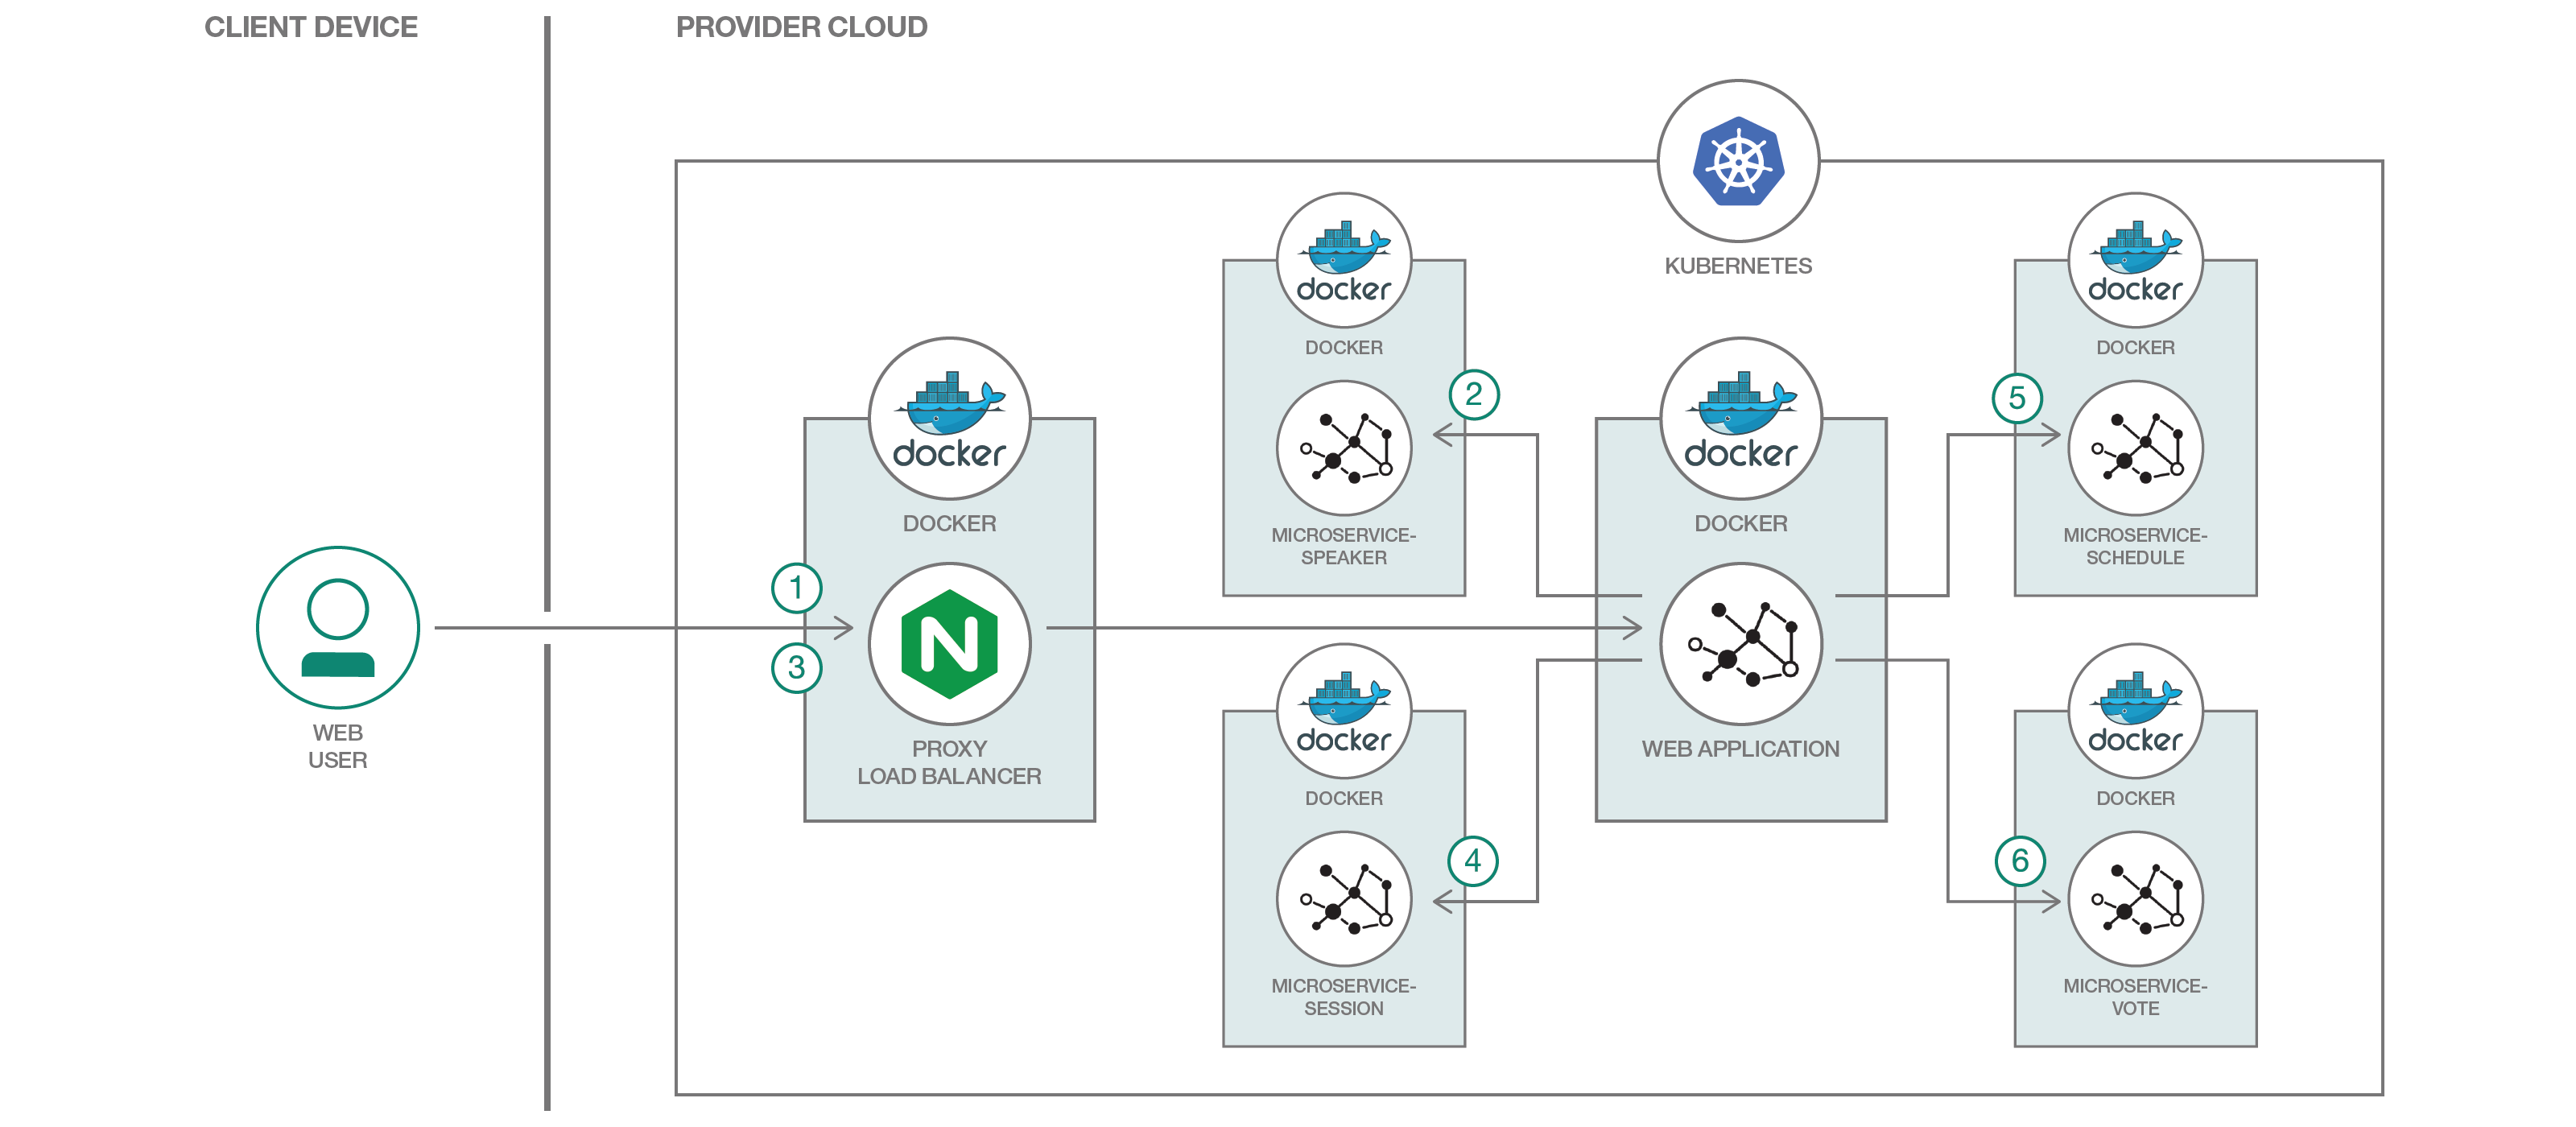 CLIENT DEVICE
PROVIDER CLOUD
KUBERNETES
WEB
USER
1
3
docker
DOCKER
N
PROXY
LOAD BALANCER
docker
DOCKER
2
MICROSERVICE-
SPEAKER
docker
DOCKER
4
MICROSERVICE-
SESSION
docker
DOCKER
WEB APPLICATION
docker
DOCKER
5
MICROSERVICE-
SCHEDULE
docker
DOCKER
6
MICROSERVICE-
VOTE